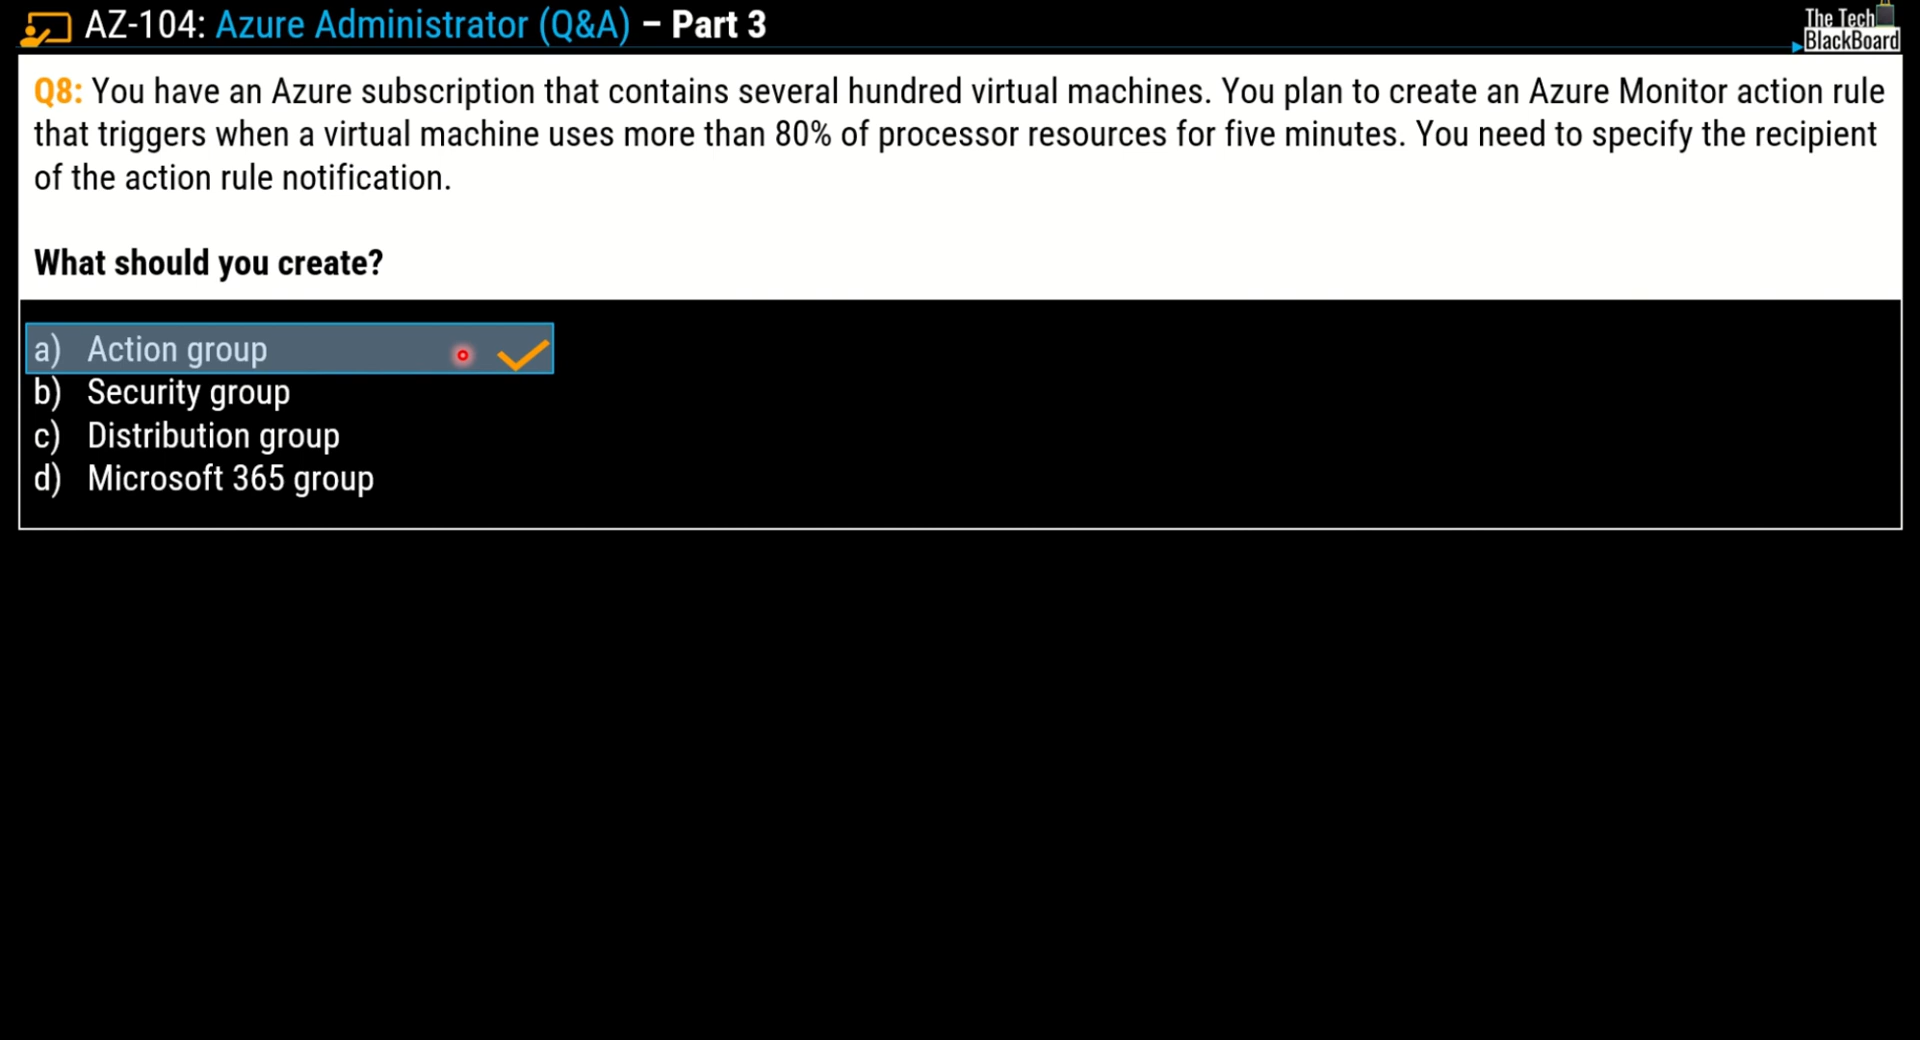 AZ-104: Azure Administrator (Q&A) – Part 3
The Tech
BlackBoard
Q8: You have an Azure subscription that contains several hundred virtual machines. You plan to create an Azure Monitor action rule
that triggers when a virtual machine uses more than 80% of processor resources for five minutes. You need to specify the recipient
of the action rule notification.
What should you create?
a) Action group
b) Security group
c) Distribution group
d) Microsoft 365 group